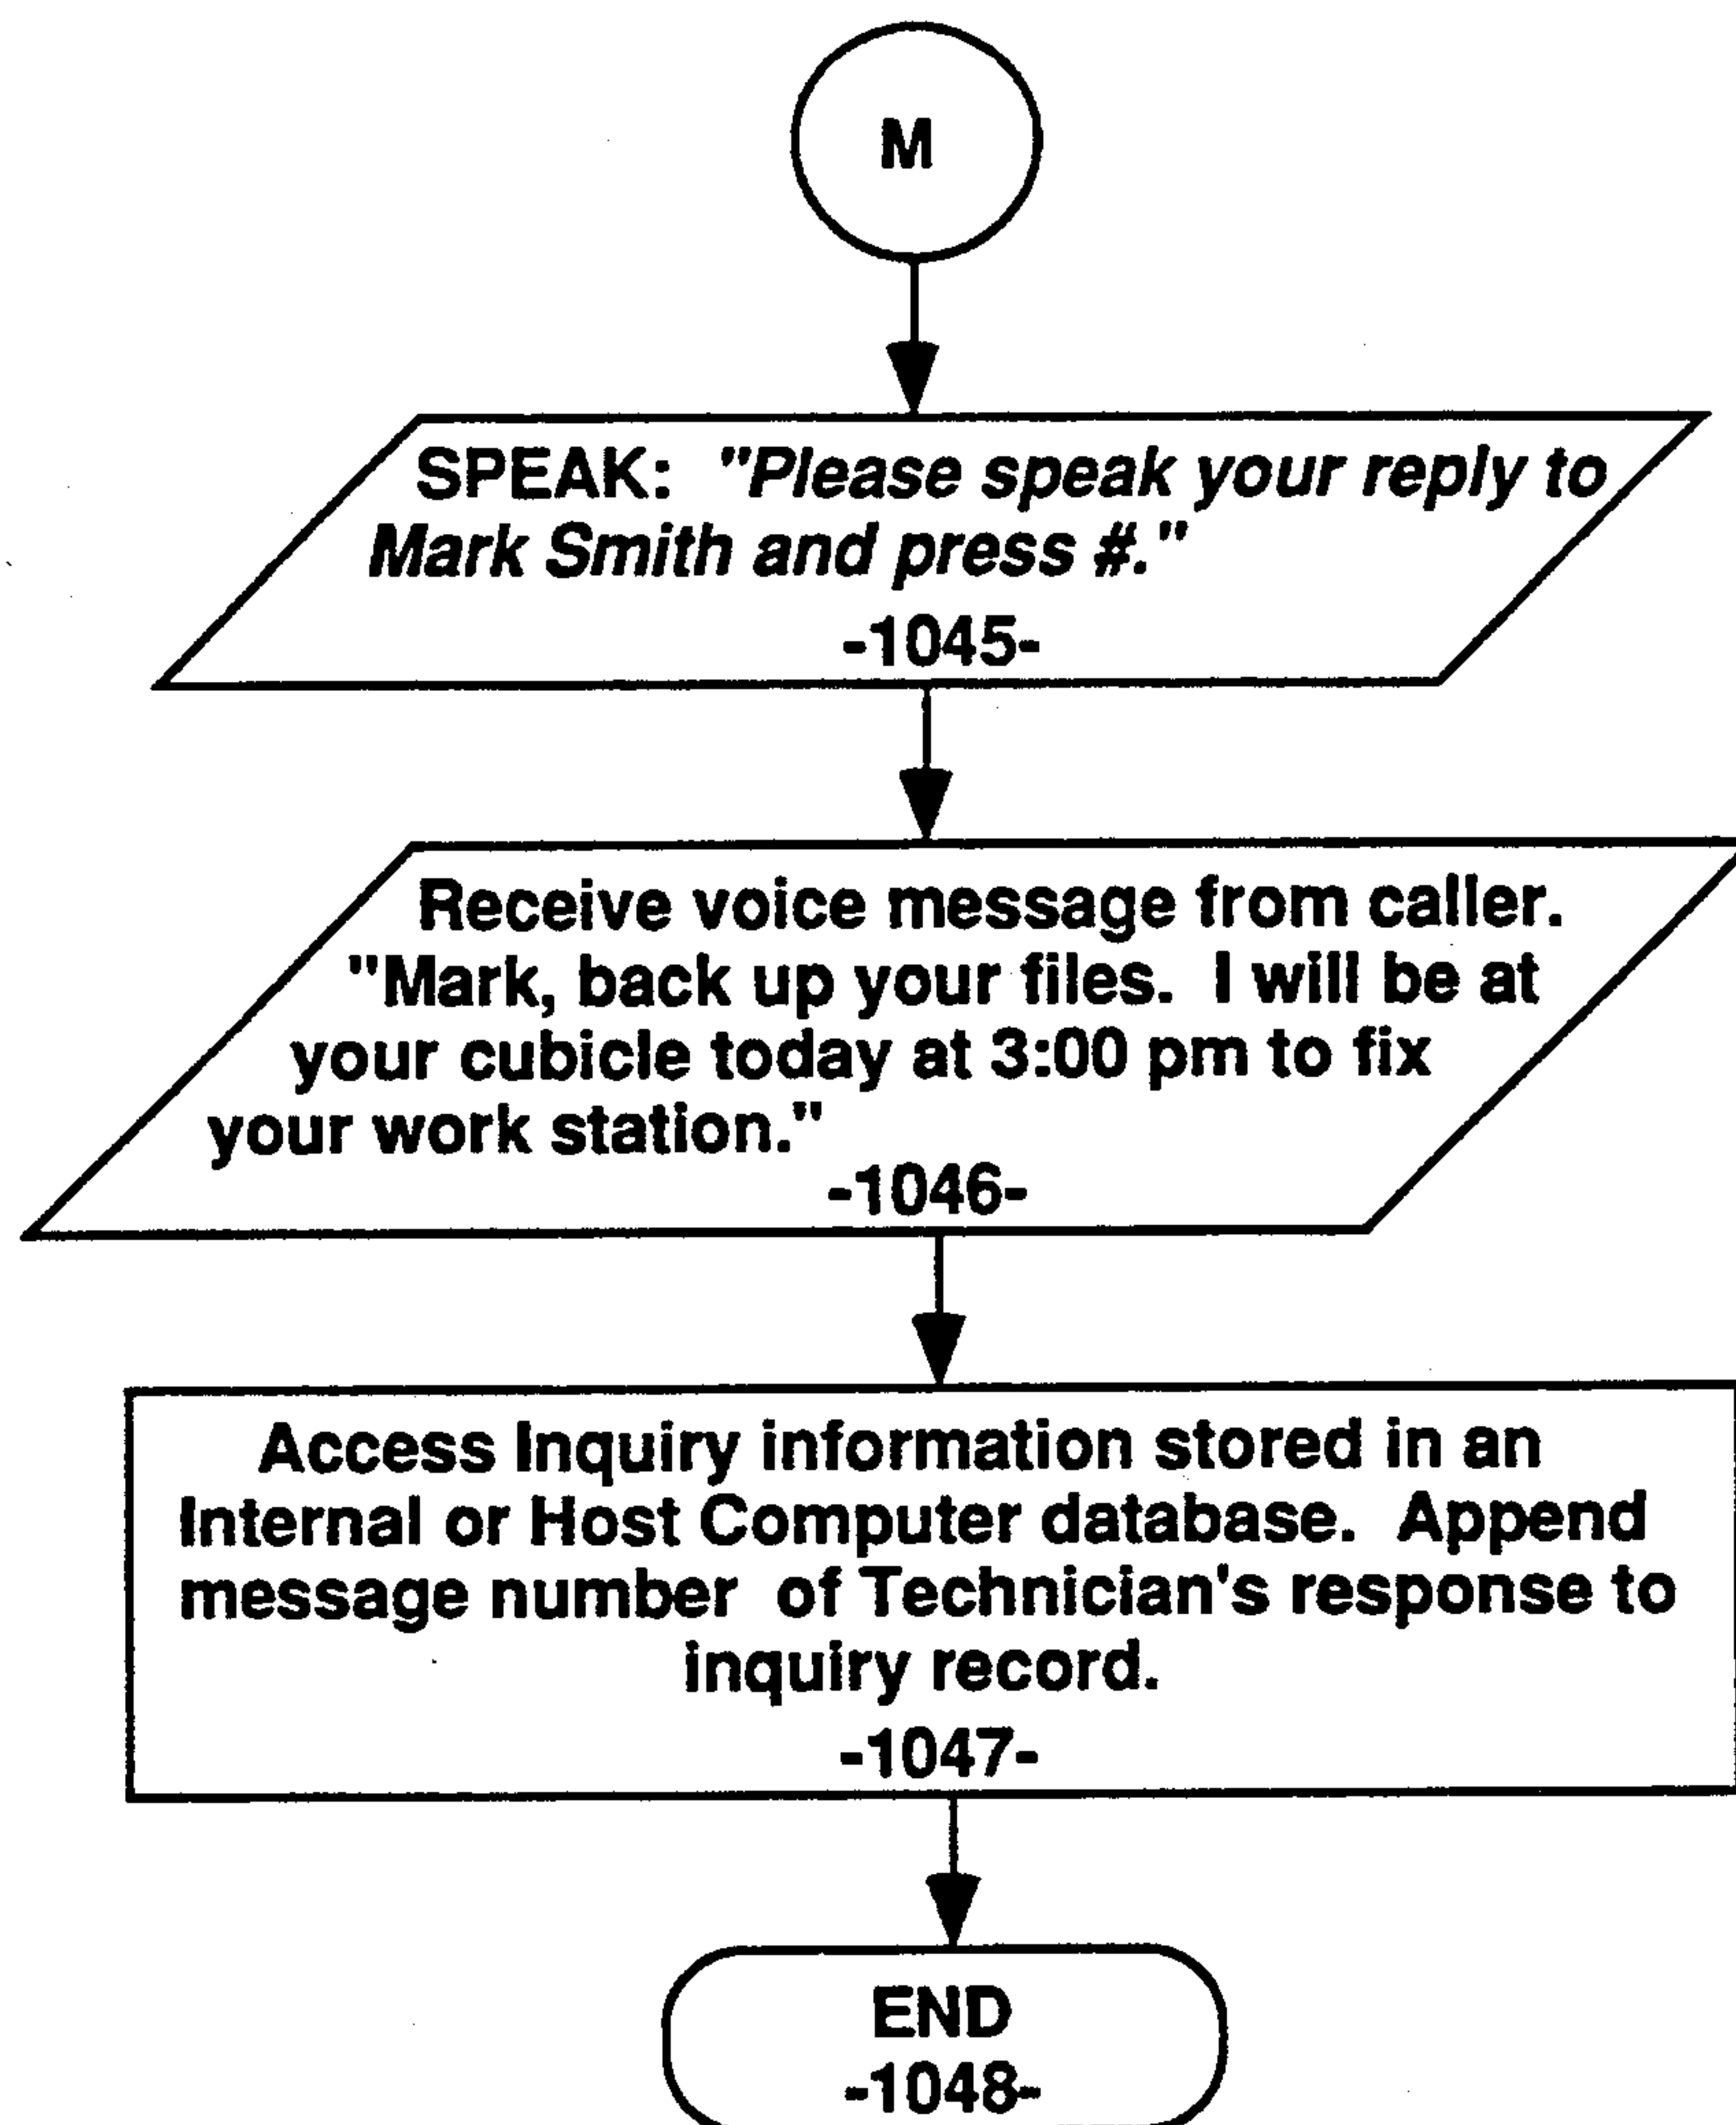 M
SPEAK: "Please speak your reply to
Mark Smith and press #."
-1045-
Receive voice message from caller.
"Mark, back up your files. I will be at
your cubicle today at 3:00 pm to fix
your work station."
-1046-
Access Inquiry information stored in an
Internal or Host Computer database. Append
message number of Technician's response to
inquiry record.
-1047-
END
-1048-